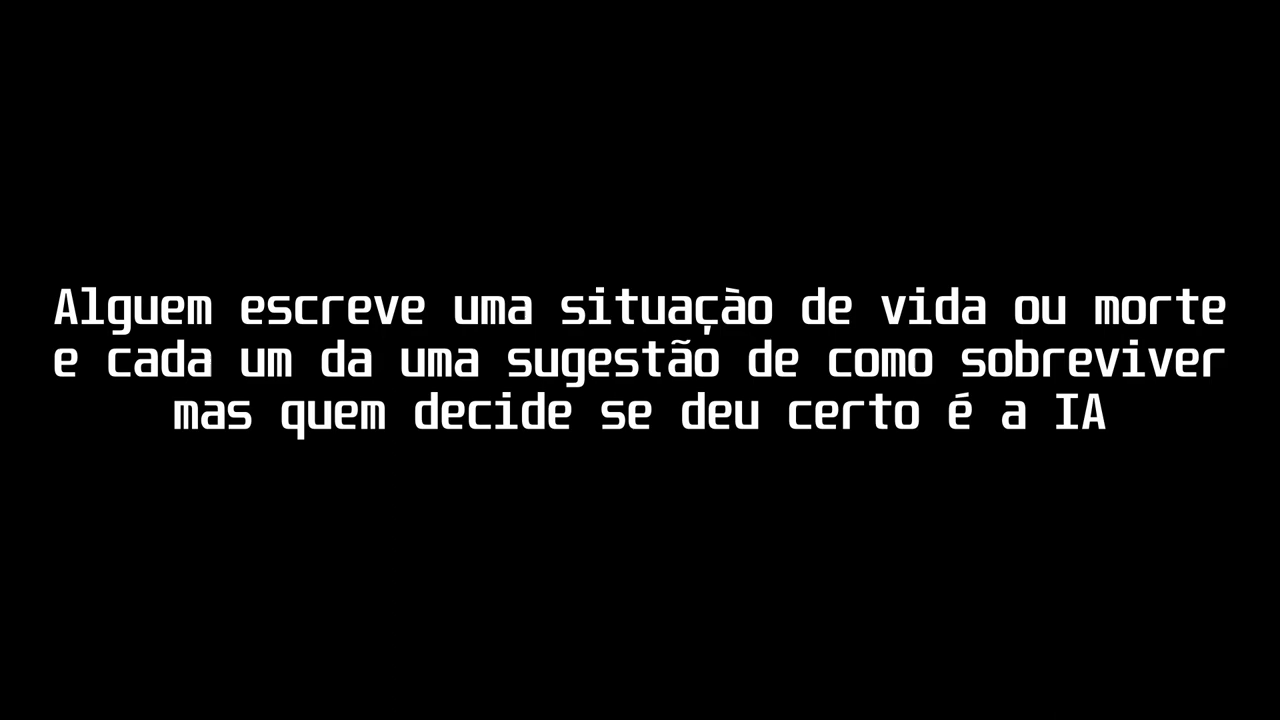 Alguem escreve uma situaçào de vida ou morte
e cada um da uma sugestão de como sobreviver
mas quem decide se deu certo é a IA